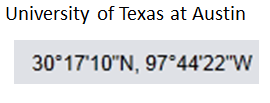 University of Texas at Austin
30°17'10"N, 97°44'22"W